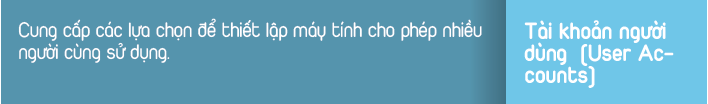 Cung cấp các lựa chọn để thiết lập máy tính cho phép nhiều
người cùng sử dụng.
Tài khoản người
dùng (User Ac-
counts)